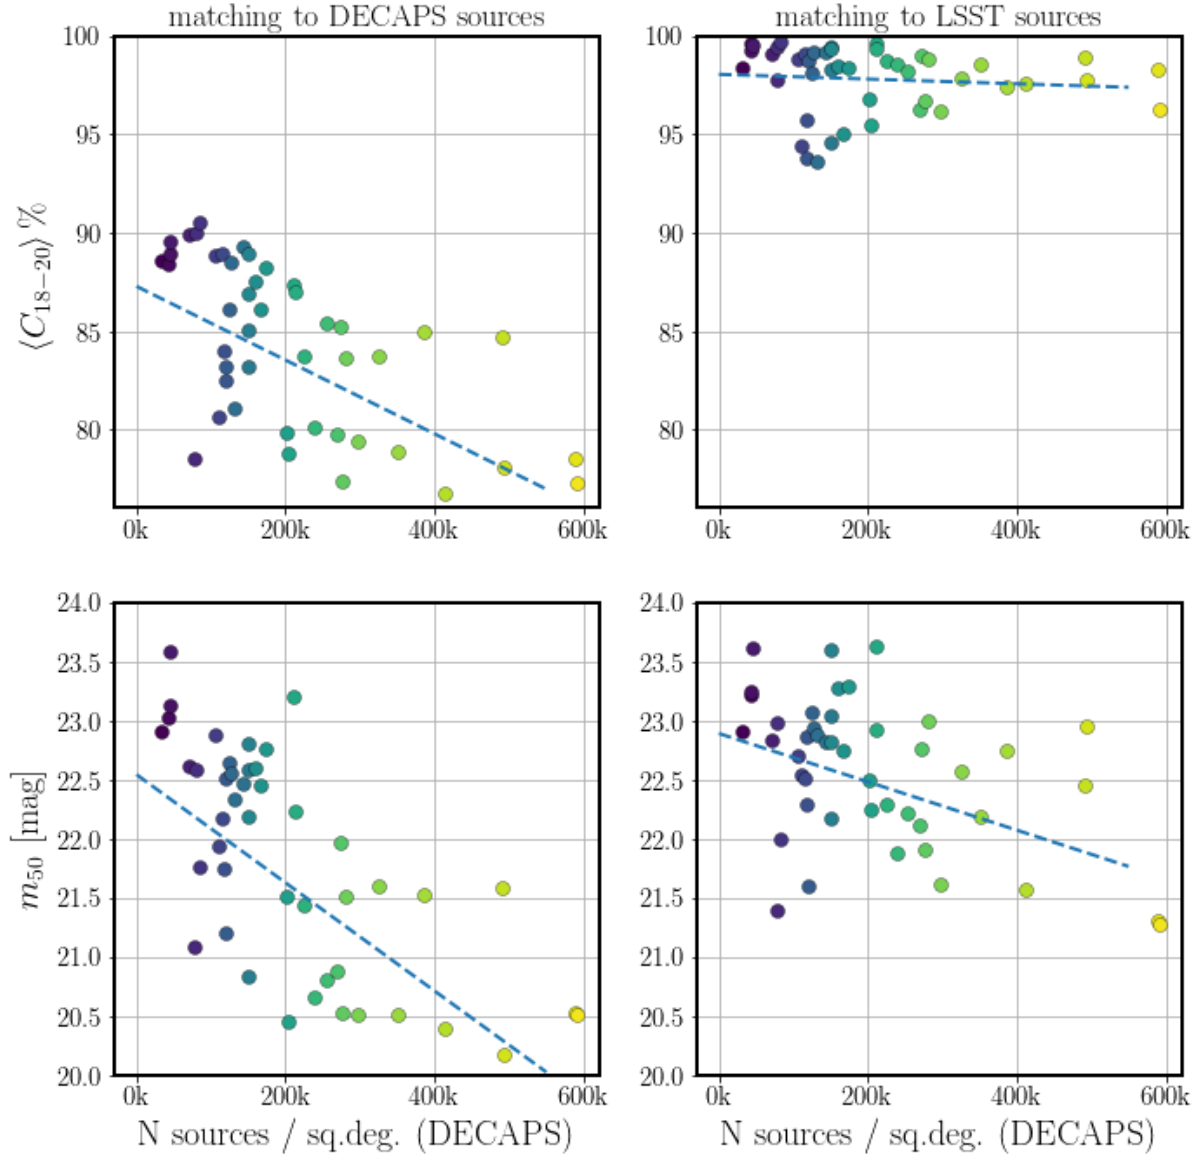 matching to DECAPS sources
matching to LSST sources
⟨C₁₈₋₂₀⟩ %
100
95
90
85
80
0k 200k 400k 600k
100
95
90
85
80
0k 200k 400k 600k
m₅₀ [mag]
24.0
23.5
23.0
22.5
22.0
21.5
21.0
20.5
20.0
0k 200k 400k 600k
N sources / sq.deg. (DECAPS)
24.0
23.5
23.0
22.5
22.0
21.5
21.0
20.5
20.0
0k 200k 400k 600k
N sources / sq.deg. (DECAPS)